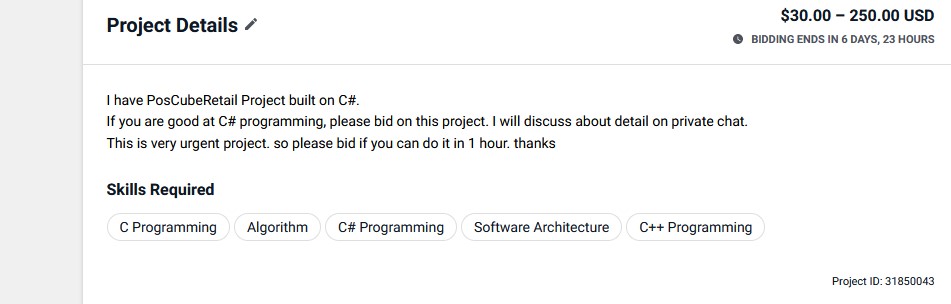 Project Details
$30.00 – 250.00 USD
BIDDING ENDS IN 6 DAYS, 23 HOURS
I have PosCubeRetail Project built on C#.
If you are good at C# programming, please bid on this project. I will discuss about detail on private chat.
This is very urgent project. so please bid if you can do it in 1 hour. thanks
Skills Required
C Programming Algorithm C# Programming Software Architecture C++ Programming
Project ID: 31850043